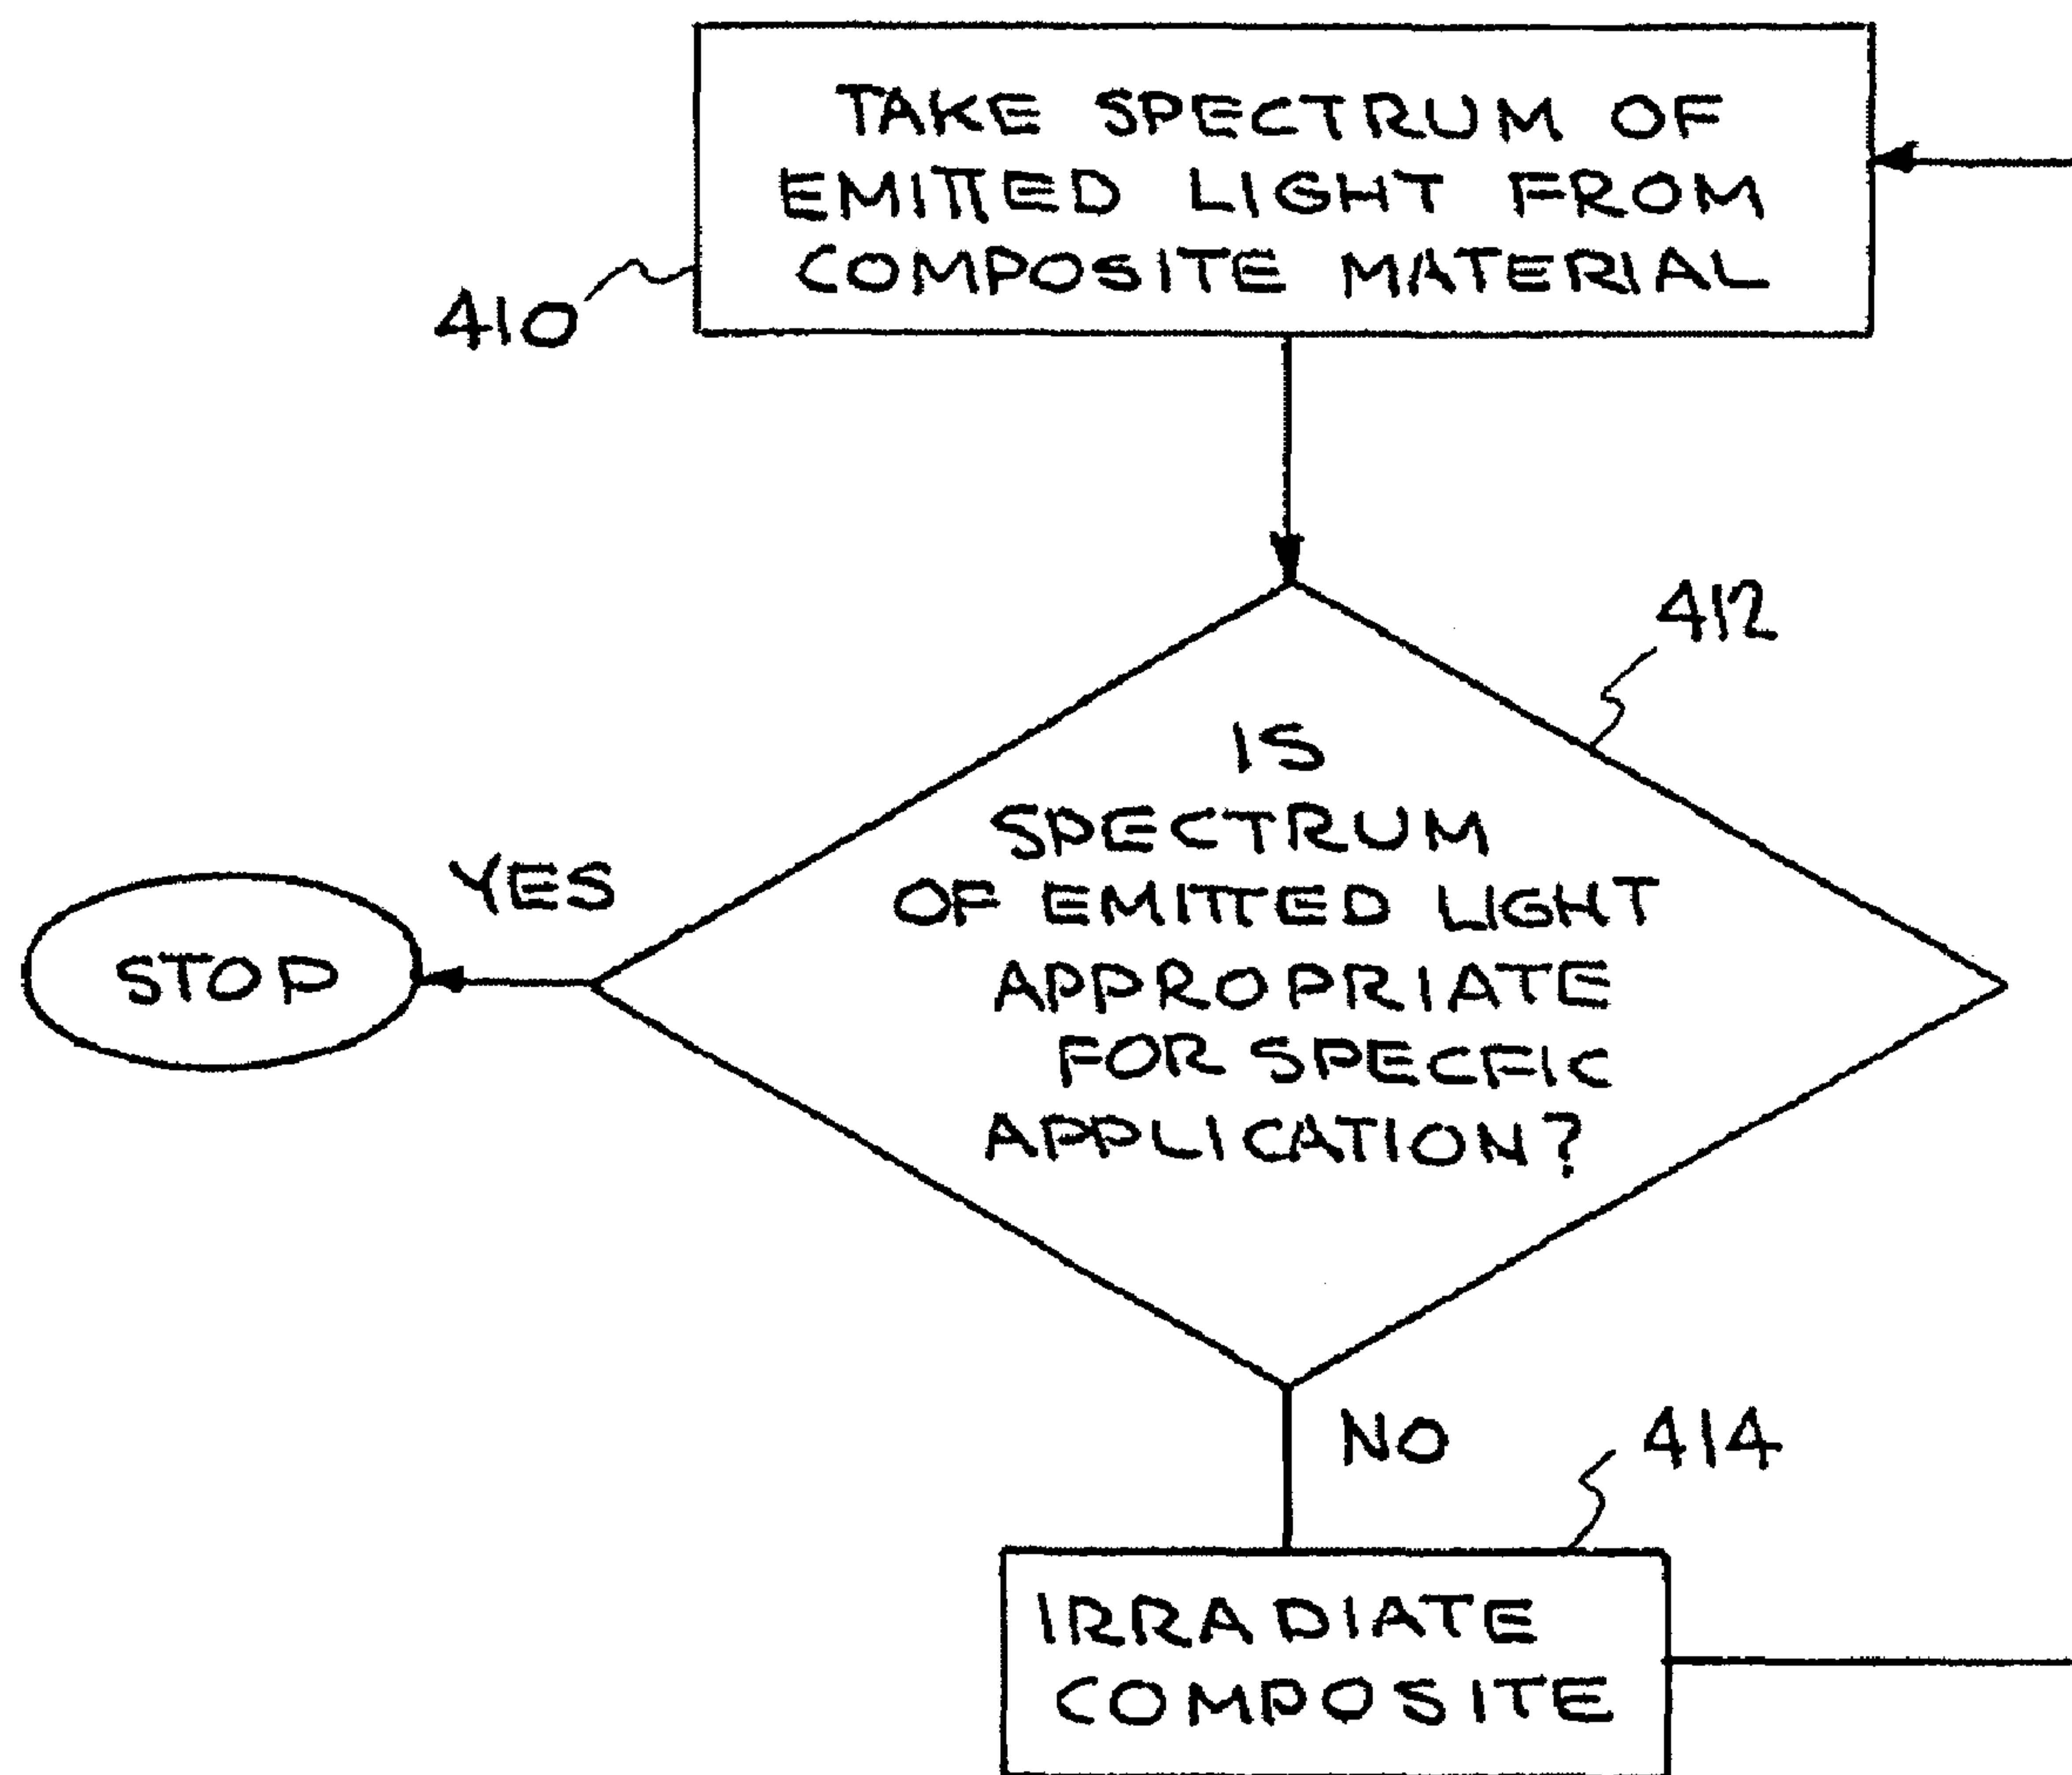 TAKE SPECTRUM OF
EMITTED LIGHT FROM
COMPOSITE MATERIAL
410
412
IS
SPECTRUM
OF EMITTED LIGHT
APPROPRIATE
FOR SPECFIC
APPLICATION?
YES
STOP
NO
414
IRRADIATE
COMPOSITE